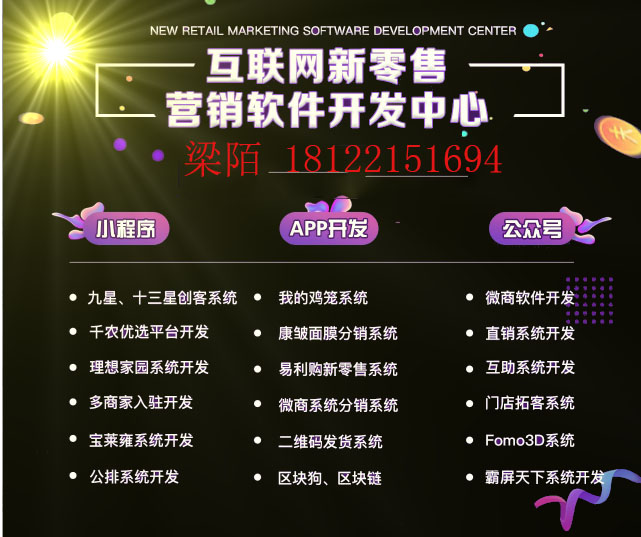 NEW RETAIL MARKETING SOFTWARE DEVELOPMENT CENTER
互联网新零售
营销软件开发中心
梁陌 18122151694
小程序
APP开发
公众号
九星、十三星创客系统
我的鸡笼系统
微商软件开发
千农优选平台开发
康皱面膜分销系统
直销系统开发
理想家园系统开发
易利购新零售系统
互助系统开发
多商家入驻开发
微商系统分销系统
门店拓客系统
宝莱雍系统开发
二维码发货系统
Fomo3D系统
公排系统开发
区块狗、区块链
霸屏天下系统开发